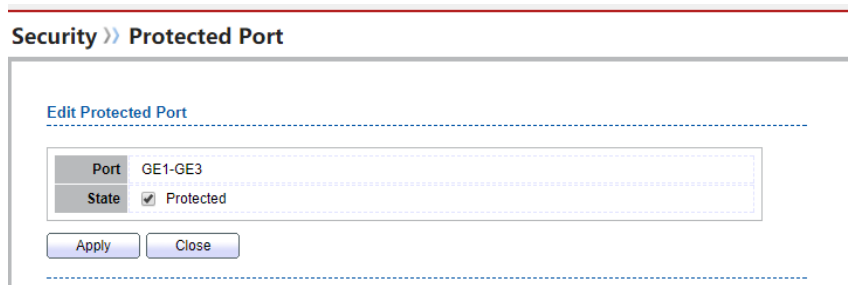 Security » Protected Port
Edit Protected Port
Port GE1-GE3
State Protected
Apply Close